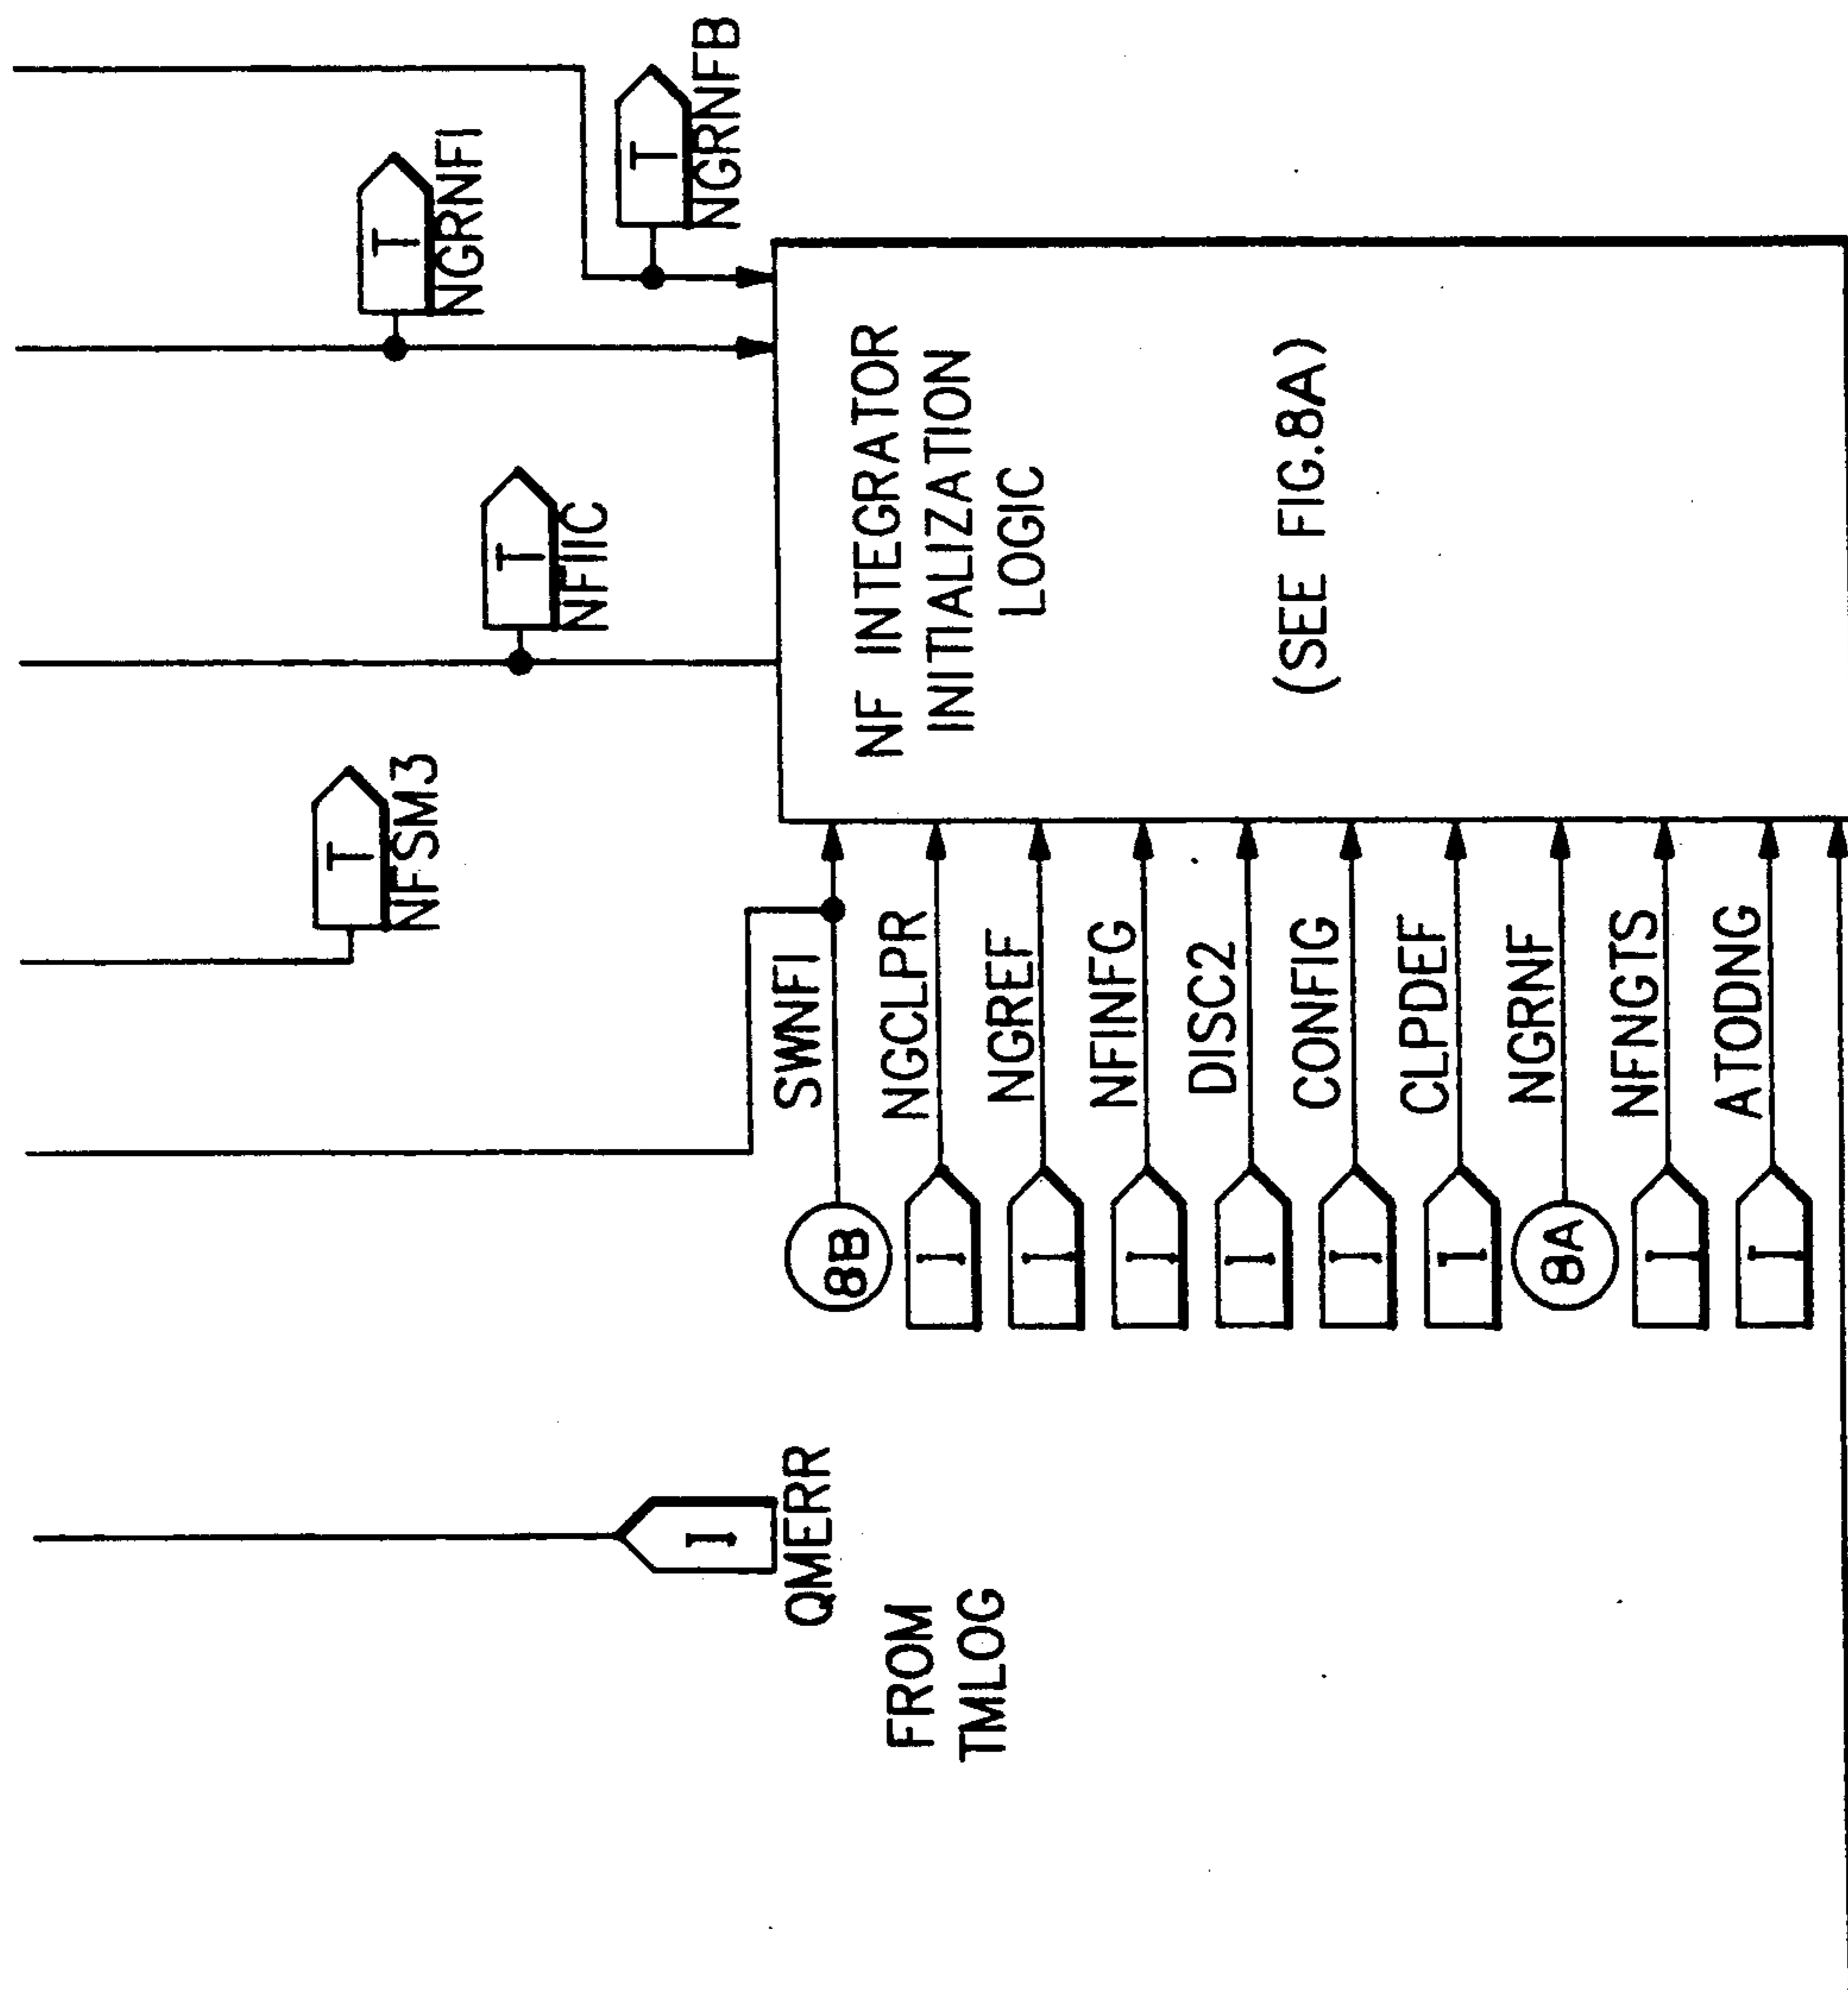 T
NGRNFB
T
NGRNFI
T
NFIIC
T
NFSM3
NF INTEGRATOR
INITIALIZATION
LOGIC
(SEE FIG.8A)
8B
SWNFI
I
NGCLPR
I
NGREF
I
NFINFG
I
DISC2
I
CONFIG
I
CLPDEF
8A
NGRNF
I
NFNGTS
I
ATODNG
I
QMERR
FROM
TMLOG